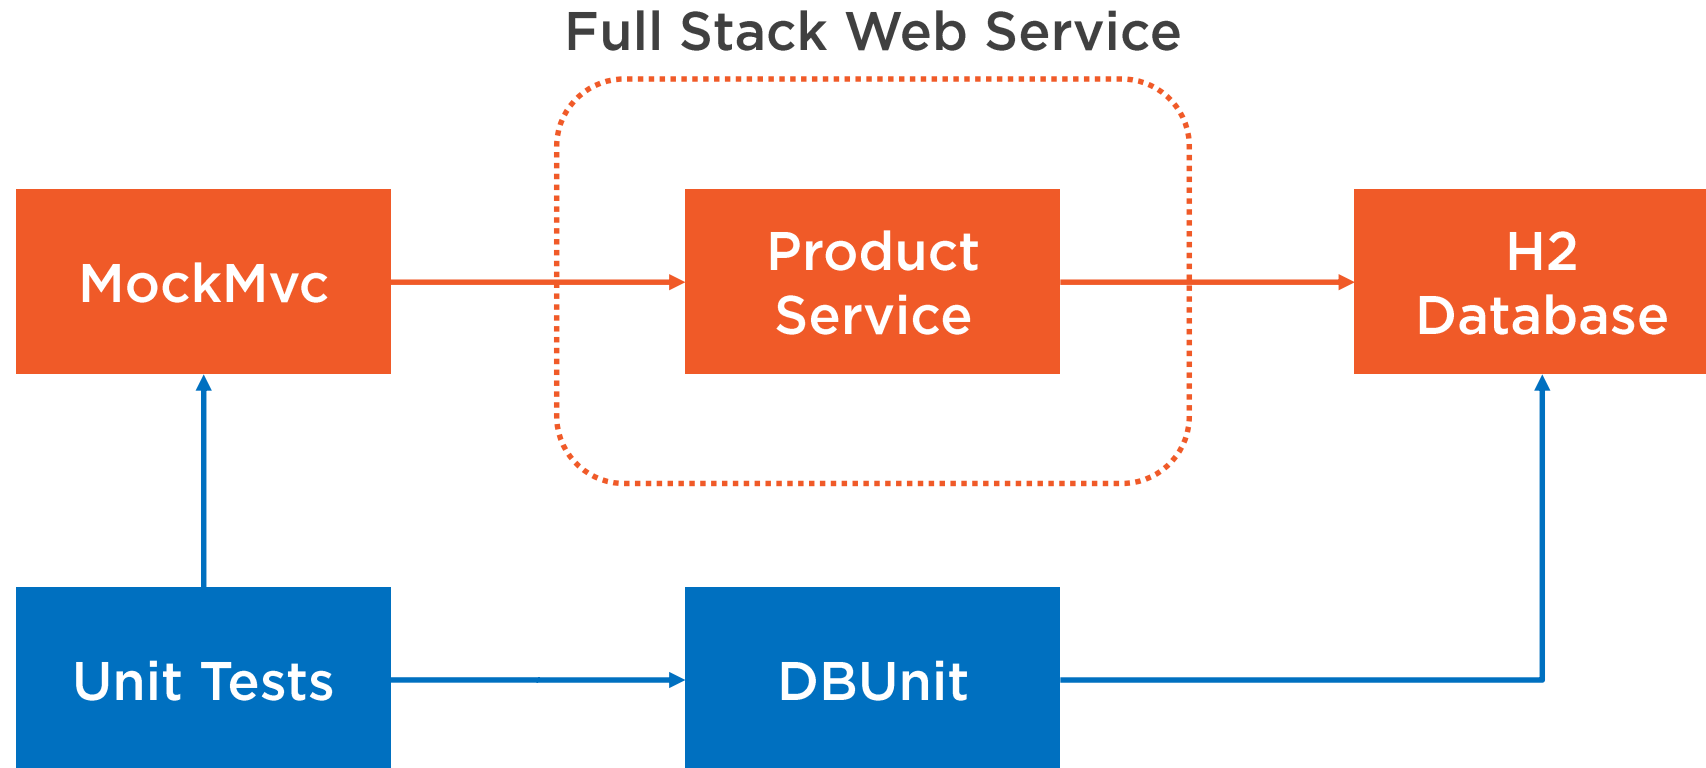 Full Stack Web Service
MockMvc
Product
Service
H2
Database
Unit Tests
DBUnit